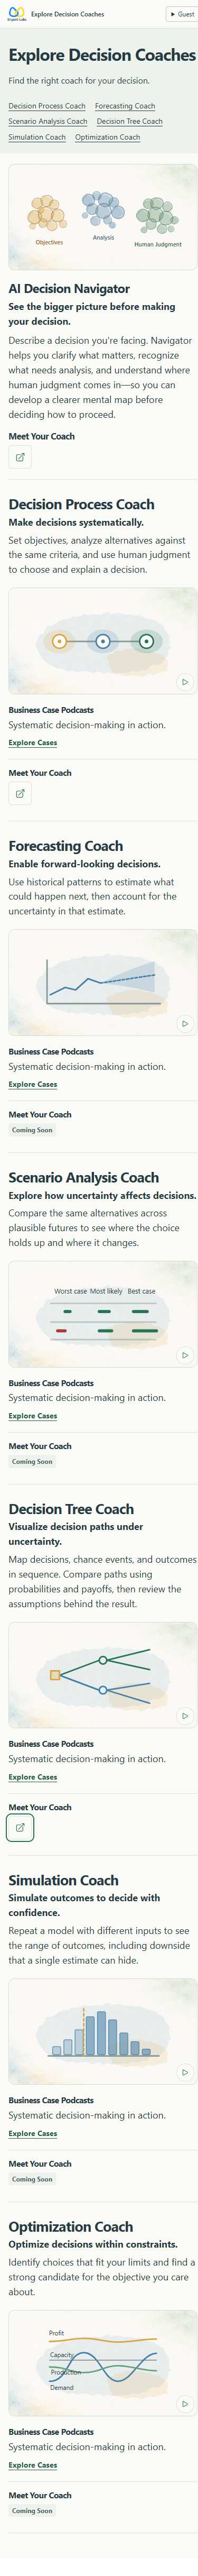 Expert Labs
Explore Decision Coaches
Guest
Explore Decision Coaches
Find the right coach for your decision.
Decision Process Coach Forecasting Coach
Scenario Analysis Coach Decision Tree Coach
Simulation Coach Optimization Coach
Objectives
Analysis
Human Judgment
AI Decision Navigator
See the bigger picture before making
your decision.
Describe a decision you're facing. Navigator
helps you clarify what matters, recognize
what needs analysis, and understand where
human judgment comes in—so you can
develop a clearer mental map before
deciding how to proceed.
Meet Your Coach
Decision Process Coach
Make decisions systematically.
Set objectives, analyze alternatives against
the same criteria, and use human judgment
to choose and explain a decision.
Business Case Podcasts
Systematic decision-making in action.
Explore Cases
Meet Your Coach
Forecasting Coach
Enable forward-looking decisions.
Use historical patterns to estimate what
could happen next, then account for the
uncertainty in that estimate.
Business Case Podcasts
Systematic decision-making in action.
Explore Cases
Meet Your Coach
Coming Soon
Scenario Analysis Coach
Explore how uncertainty affects decisions.
Compare the same alternatives across
plausible futures to see where the choice
holds up and where it changes.
Worst case Most likely Best case
Business Case Podcasts
Systematic decision-making in action.
Explore Cases
Meet Your Coach
Coming Soon
Decision Tree Coach
Visualize decision paths under
uncertainty.
Map decisions, chance events, and outcomes
in sequence. Compare paths using
probabilities and payoffs, then review the
assumptions behind the result.
Business Case Podcasts
Systematic decision-making in action.
Explore Cases
Meet Your Coach
Simulation Coach
Simulate outcomes to decide with
confidence.
Repeat a model with different inputs to see
the range of outcomes, including downside
that a single estimate can hide.
Business Case Podcasts
Systematic decision-making in action.
Explore Cases
Meet Your Coach
Coming Soon
Optimization Coach
Optimize decisions within constraints.
Identify choices that fit your limits and find a
strong candidate for the objective you care
about.
Profit
Capacity
Production
Demand
Business Case Podcasts
Systematic decision-making in action.
Explore Cases
Meet Your Coach
Coming Soon